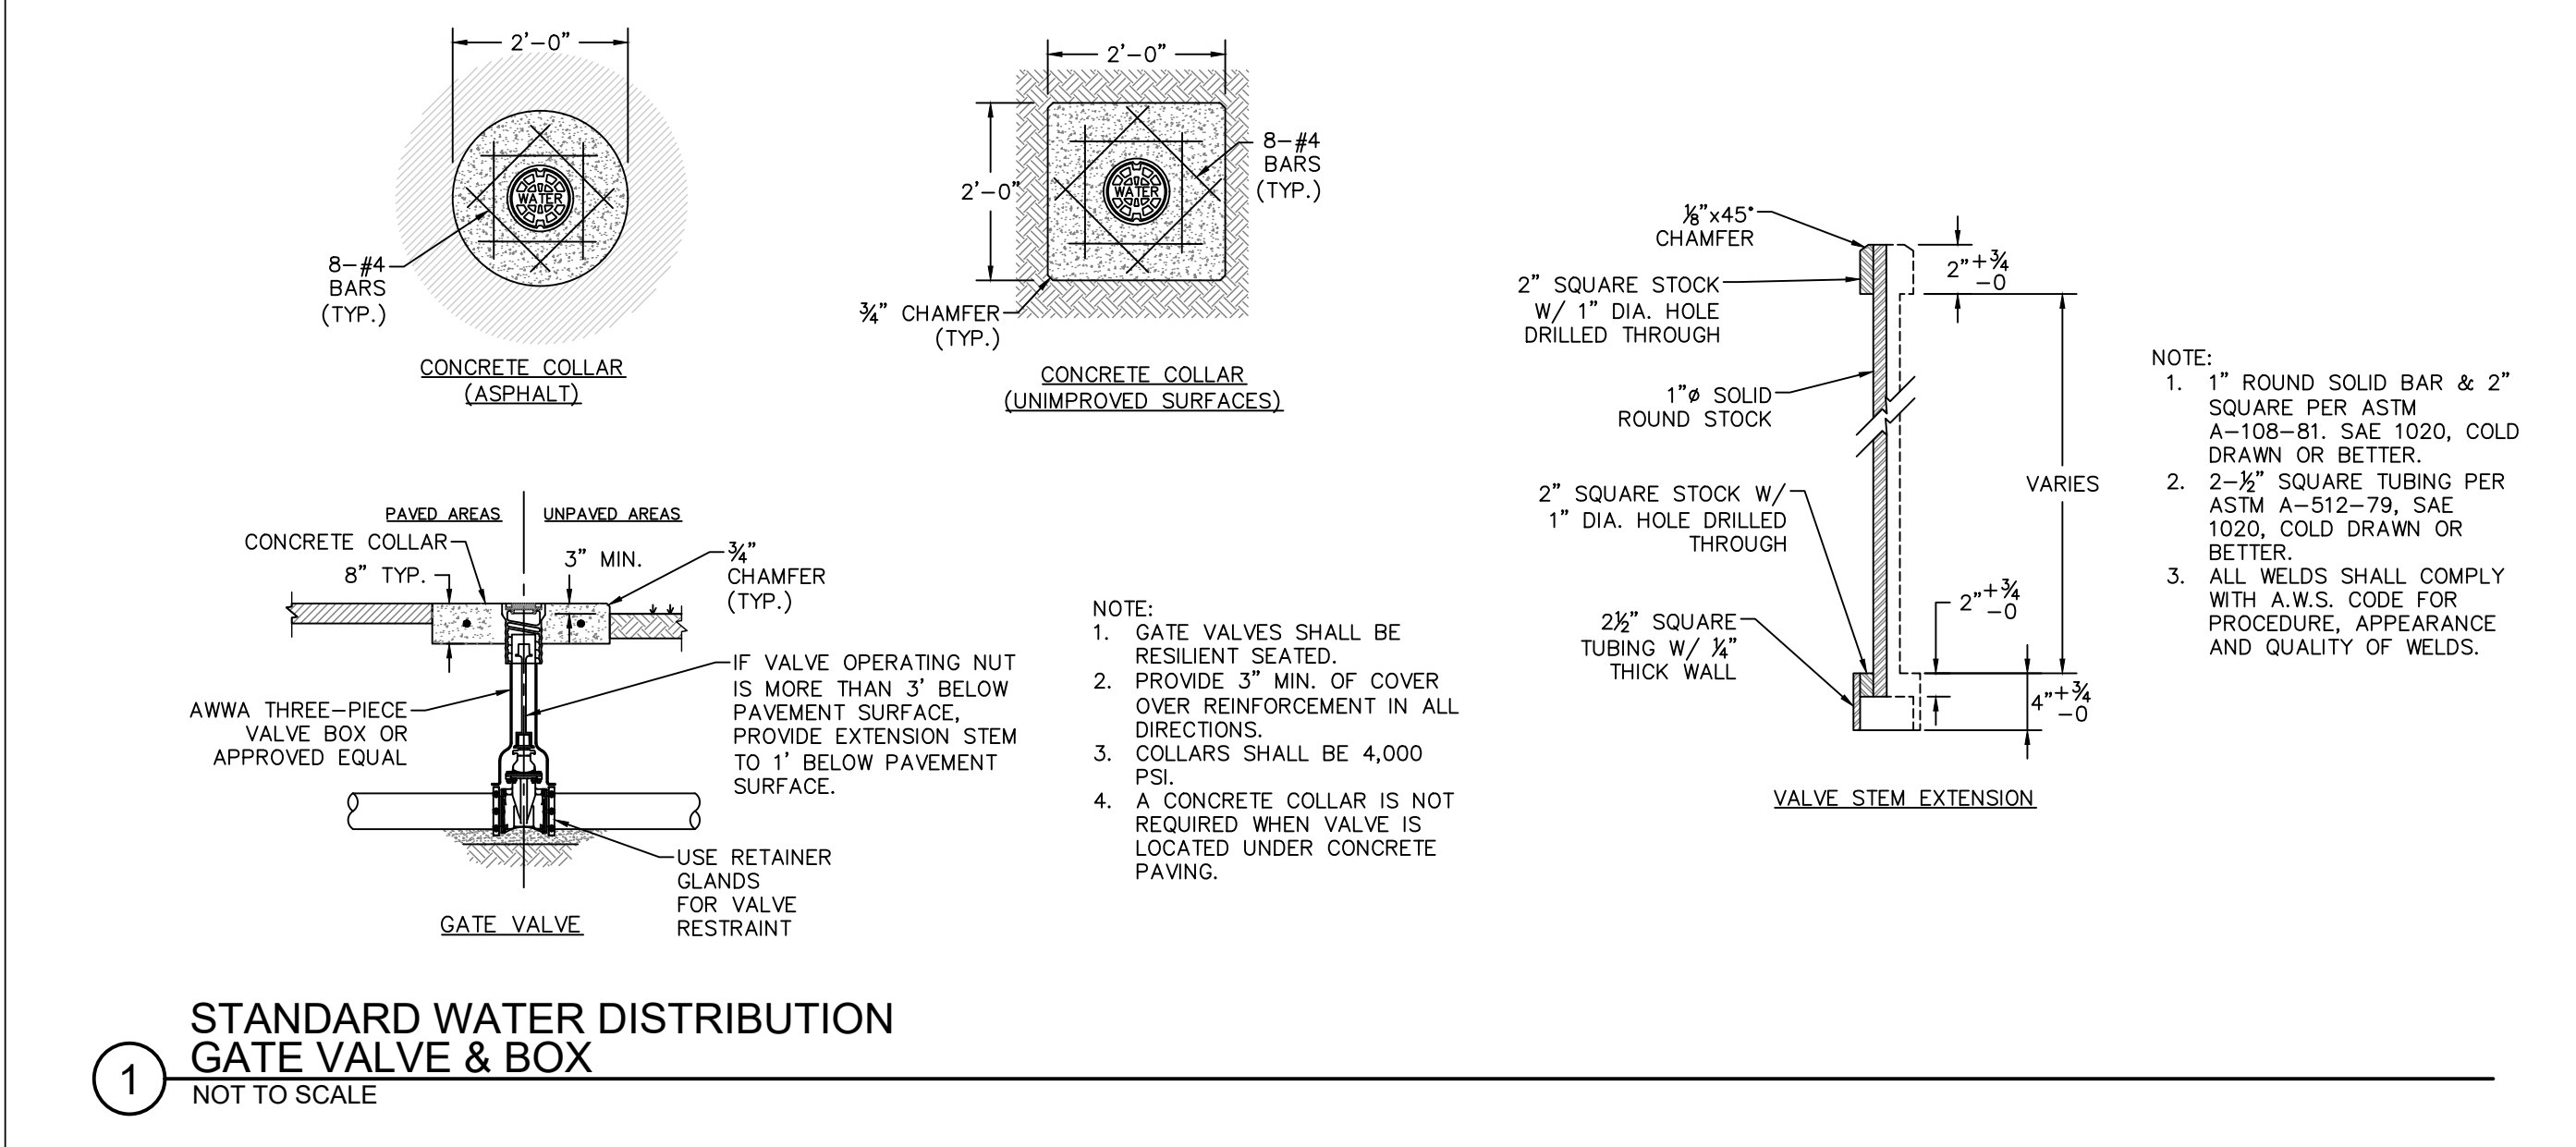 2'-0"
WATER
8-#4
BARS
(TYP.)
CONCRETE COLLAR
(ASPHALT)
2'-0"
2'-0"
WATER
8-#4
BARS
(TYP.)
¾" CHAMFER
(TYP.)
CONCRETE COLLAR
(UNIMPROVED SURFACES)
PAVED AREAS
UNPAVED AREAS
CONCRETE COLLAR
8" TYP.
3" MIN.
¾"
CHAMFER
(TYP.)
AWWA THREE-PIECE
VALVE BOX OR
APPROVED EQUAL
IF VALVE OPERATING NUT
IS MORE THAN 3' BELOW
PAVEMENT SURFACE,
PROVIDE EXTENSION STEM
TO 1' BELOW PAVEMENT
SURFACE.
USE RETAINER
GLANDS
FOR VALVE
RESTRAINT
GATE VALVE
NOTE:
1. GATE VALVES SHALL BE
RESILIENT SEATED.
2. PROVIDE 3" MIN. OF COVER
OVER REINFORCEMENT IN ALL
DIRECTIONS.
3. COLLARS SHALL BE 4,000
PSI.
4. A CONCRETE COLLAR IS NOT
REQUIRED WHEN VALVE IS
LOCATED UNDER CONCRETE
PAVING.
⅛"x45°
CHAMFER
2" SQUARE STOCK
W/ 1" DIA. HOLE
DRILLED THROUGH
1"ø SOLID
ROUND STOCK
2" SQUARE STOCK W/
1" DIA. HOLE DRILLED
THROUGH
2½" SQUARE
TUBING W/ ¼"
THICK WALL
2"+¾
-0
VARIES
2"+¾
-0
4"+¾
-0
VALVE STEM EXTENSION
NOTE:
1. 1" ROUND SOLID BAR & 2"
SQUARE PER ASTM
A-108-81. SAE 1020, COLD
DRAWN OR BETTER.
2. 2-½" SQUARE TUBING PER
ASTM A-512-79, SAE
1020, COLD DRAWN OR
BETTER.
3. ALL WELDS SHALL COMPLY
WITH A.W.S. CODE FOR
PROCEDURE, APPEARANCE
AND QUALITY OF WELDS.
1
STANDARD WATER DISTRIBUTION
GATE VALVE & BOX
NOT TO SCALE